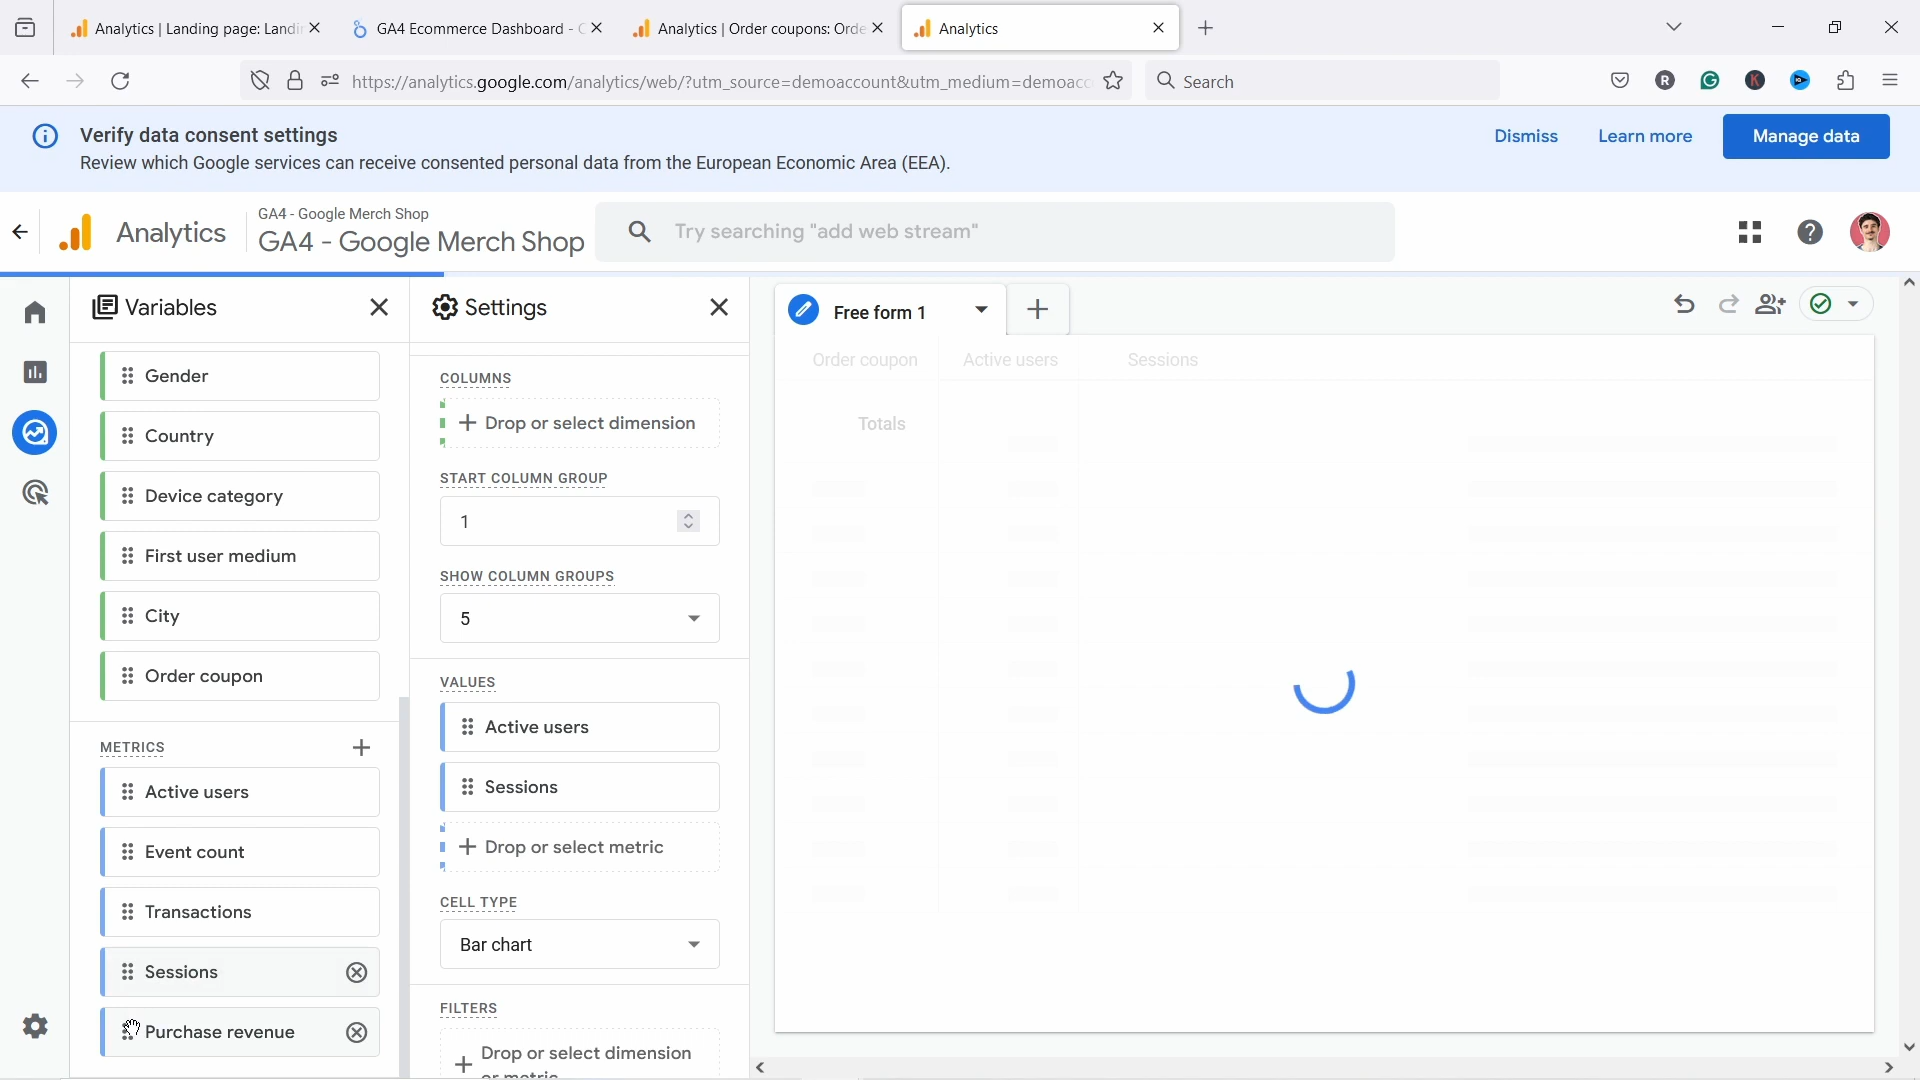 Analytics | Landing page: Landi
GA4 Ecommerce Dashboard -
Analytics | Order coupons: Orde
Analytics
https://analytics.google.com/analytics/web/?utm_source=demoaccount&utm_medium=demoacc
Search
Verify data consent settings
Review which Google services can receive consented personal data from the European Economic Area (EEA).
Dismiss
Learn more
Manage data
Analytics
GA4 - Google Merch Shop
GA4 - Google Merch Shop
Try searching "add web stream"
Variables
Gender
Country
Device category
First user medium
City
Order coupon
METRICS
Active users
Event count
Transactions
Sessions
Purchase revenue
Settings
COLUMNS
Drop or select dimension
START COLUMN GROUP
1
SHOW COLUMN GROUPS
5
VALUES
Active users
Sessions
Drop or select metric
CELL TYPE
Bar chart
FILTERS
Drop or select dimension
or metric
Free form 1
Order coupon
Active users
Sessions
Totals